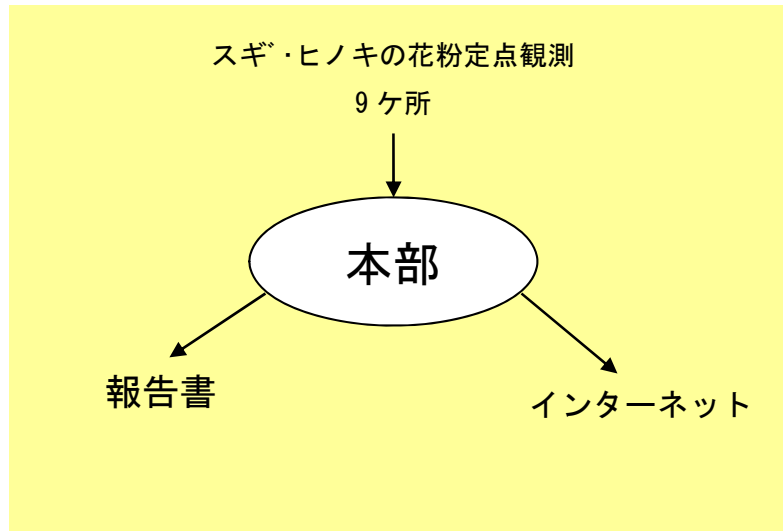 スギ・ヒノキの花粉定点観測
9ケ所
本部
報告書
インターネット